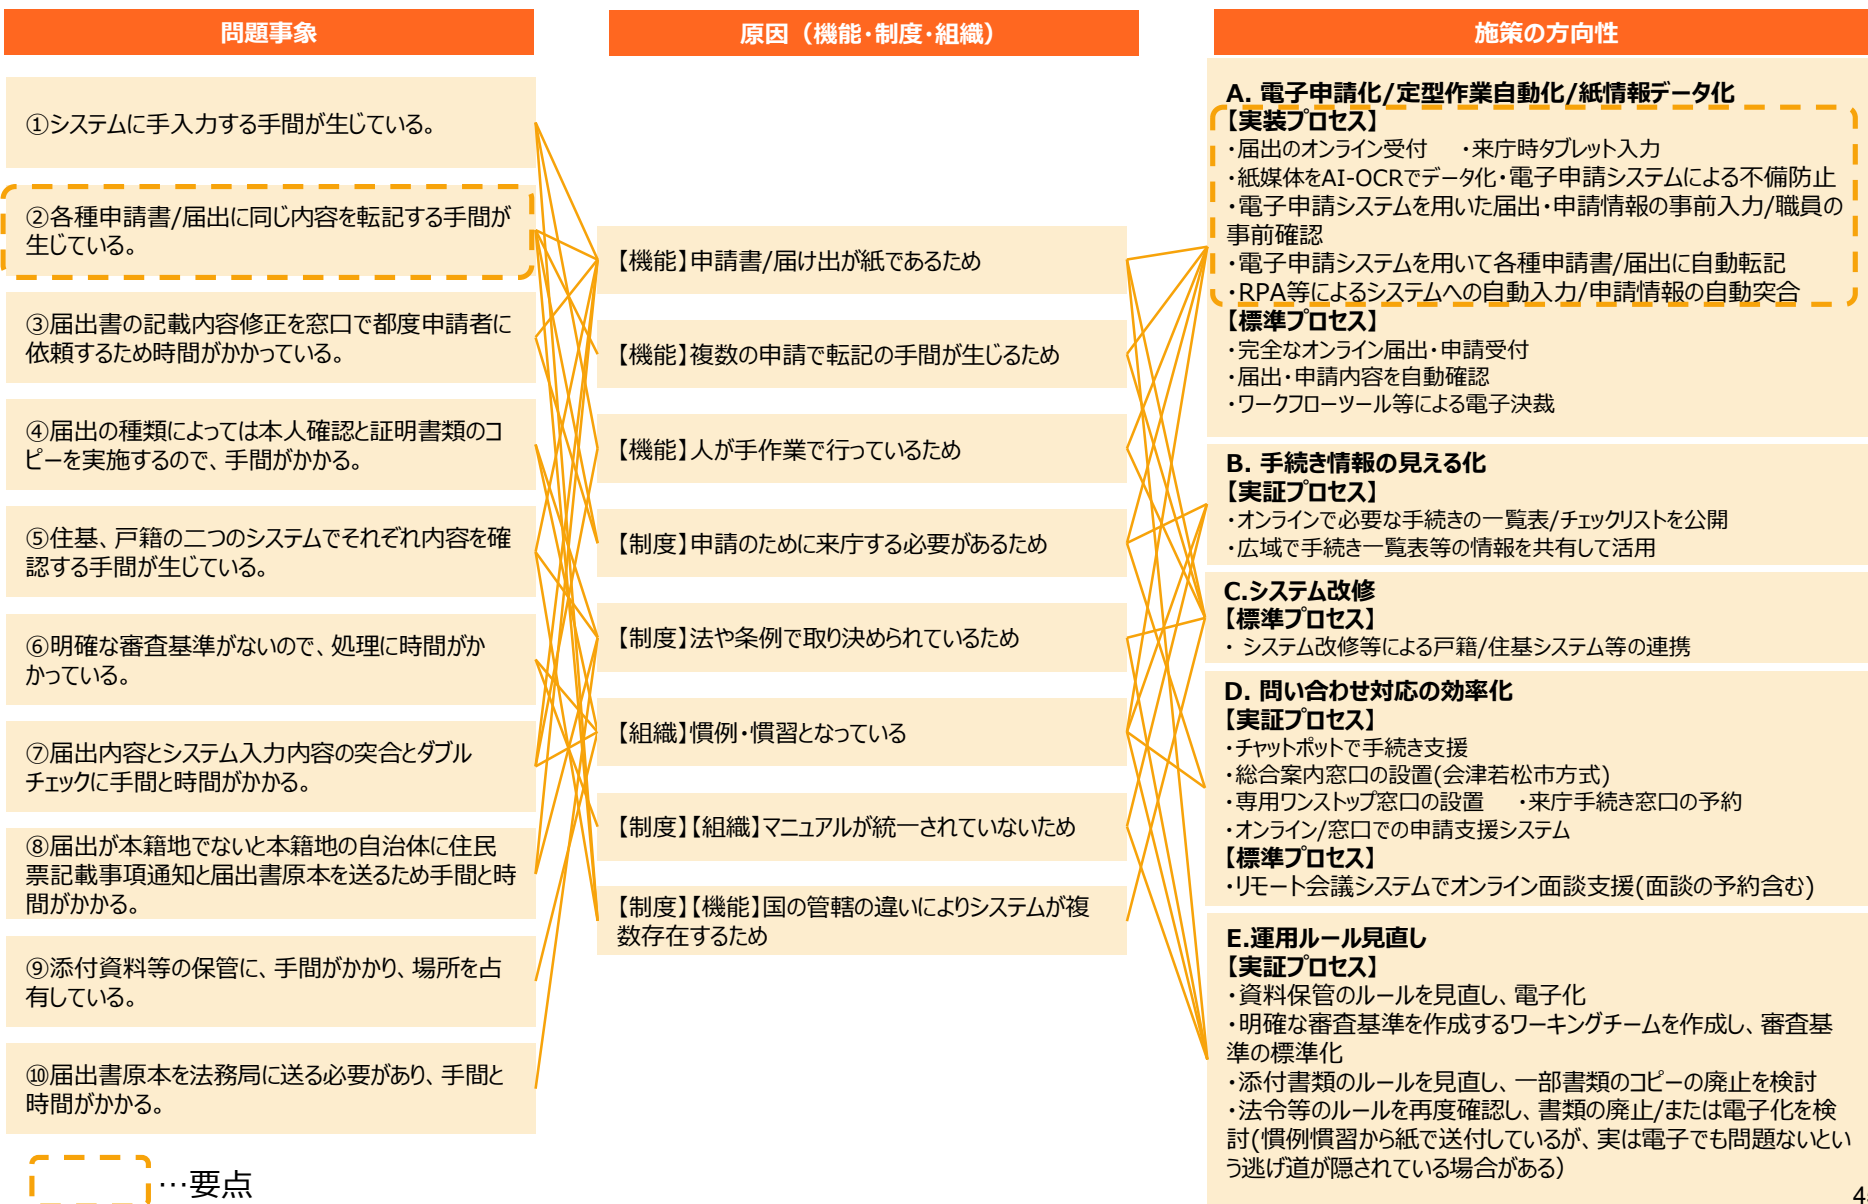 問題事象
①システムに手入力する手間が生じている。
②各種申請書/届出に同じ内容を転記する手間が
生じている。
③届出書の記載内容修正を窓口で都度申請者に
依頼するため時間がかかっている。
④届出の種類によっては本人確認と証明書類のコ
ピーを実施するので、手間がかかる。
⑤住基、戸籍の二つのシステムでそれぞれ内容を確
認する手間が生じている。
⑥明確な審査基準がないので、処理に時間がか
かっている。
⑦届出内容とシステム入力内容の突合とダブル
チェックに手間と時間がかかる。
⑧届出が本籍地でないと本籍地の自治体に住民
票記載事項通知と届出書原本を送るため手間と時
間がかかる。
⑨添付資料等の保管に、手間がかかり、場所を占
有している。
⑩届出書原本を法務局に送る必要があり、手間と
時間がかかる。
…要点
原因（機能・制度・組織）
【機能】申請書/届け出が紙であるため
【機能】複数の申請で転記の手間が生じるため
【機能】人が手作業で行っているため
【制度】申請のために来庁する必要があるため
【制度】法や条例で取り決められているため
【組織】慣例・慣習となっている
【制度】【組織】マニュアルが統一されていないため
【制度】【機能】国の管轄の違いによりシステムが複
数存在するため
施策の方向性
A. 電子申請化/定型作業自動化/紙情報データ化
【実装プロセス】
・届出のオンライン受付　・来庁時タブレット入力
・紙媒体をAI-OCRでデータ化・電子申請システムによる不備防止
・電子申請システムを用いた届出・申請情報の事前入力/職員の
事前確認
・電子申請システムを用いて各種申請書/届出に自動転記
・RPA等によるシステムへの自動入力/申請情報の自動突合
【標準プロセス】
・完全なオンライン届出・申請受付
・届出・申請内容を自動確認
・ワークフローツール等による電子決裁
B. 手続き情報の見える化
【実証プロセス】
・オンラインで必要な手続きの一覧表/チェックリストを公開
・広域で手続き一覧表等の情報を共有して活用
C.システム改修
【標準プロセス】
・ システム改修等による戸籍/住基システム等の連携
D. 問い合わせ対応の効率化
【実証プロセス】
・チャットポットで手続き支援
・総合案内窓口の設置(会津若松市方式)
・専用ワンストップ窓口の設置　・来庁手続き窓口の予約
・オンライン/窓口での申請支援システム
【標準プロセス】
・リモート会議システムでオンライン面談支援(面談の予約含む)
E.運用ルール見直し
【実証プロセス】
・資料保管のルールを見直し、電子化
・明確な審査基準を作成するワーキングチームを作成し、審査基
準の標準化
・添付書類のルールを見直し、一部書類のコピーの廃止を検討
・法令等のルールを再度確認し、書類の廃止/または電子化を検
討(慣例慣習から紙で送付しているが、実は電子でも問題ないとい
う逃げ道が隠されている場合がある）